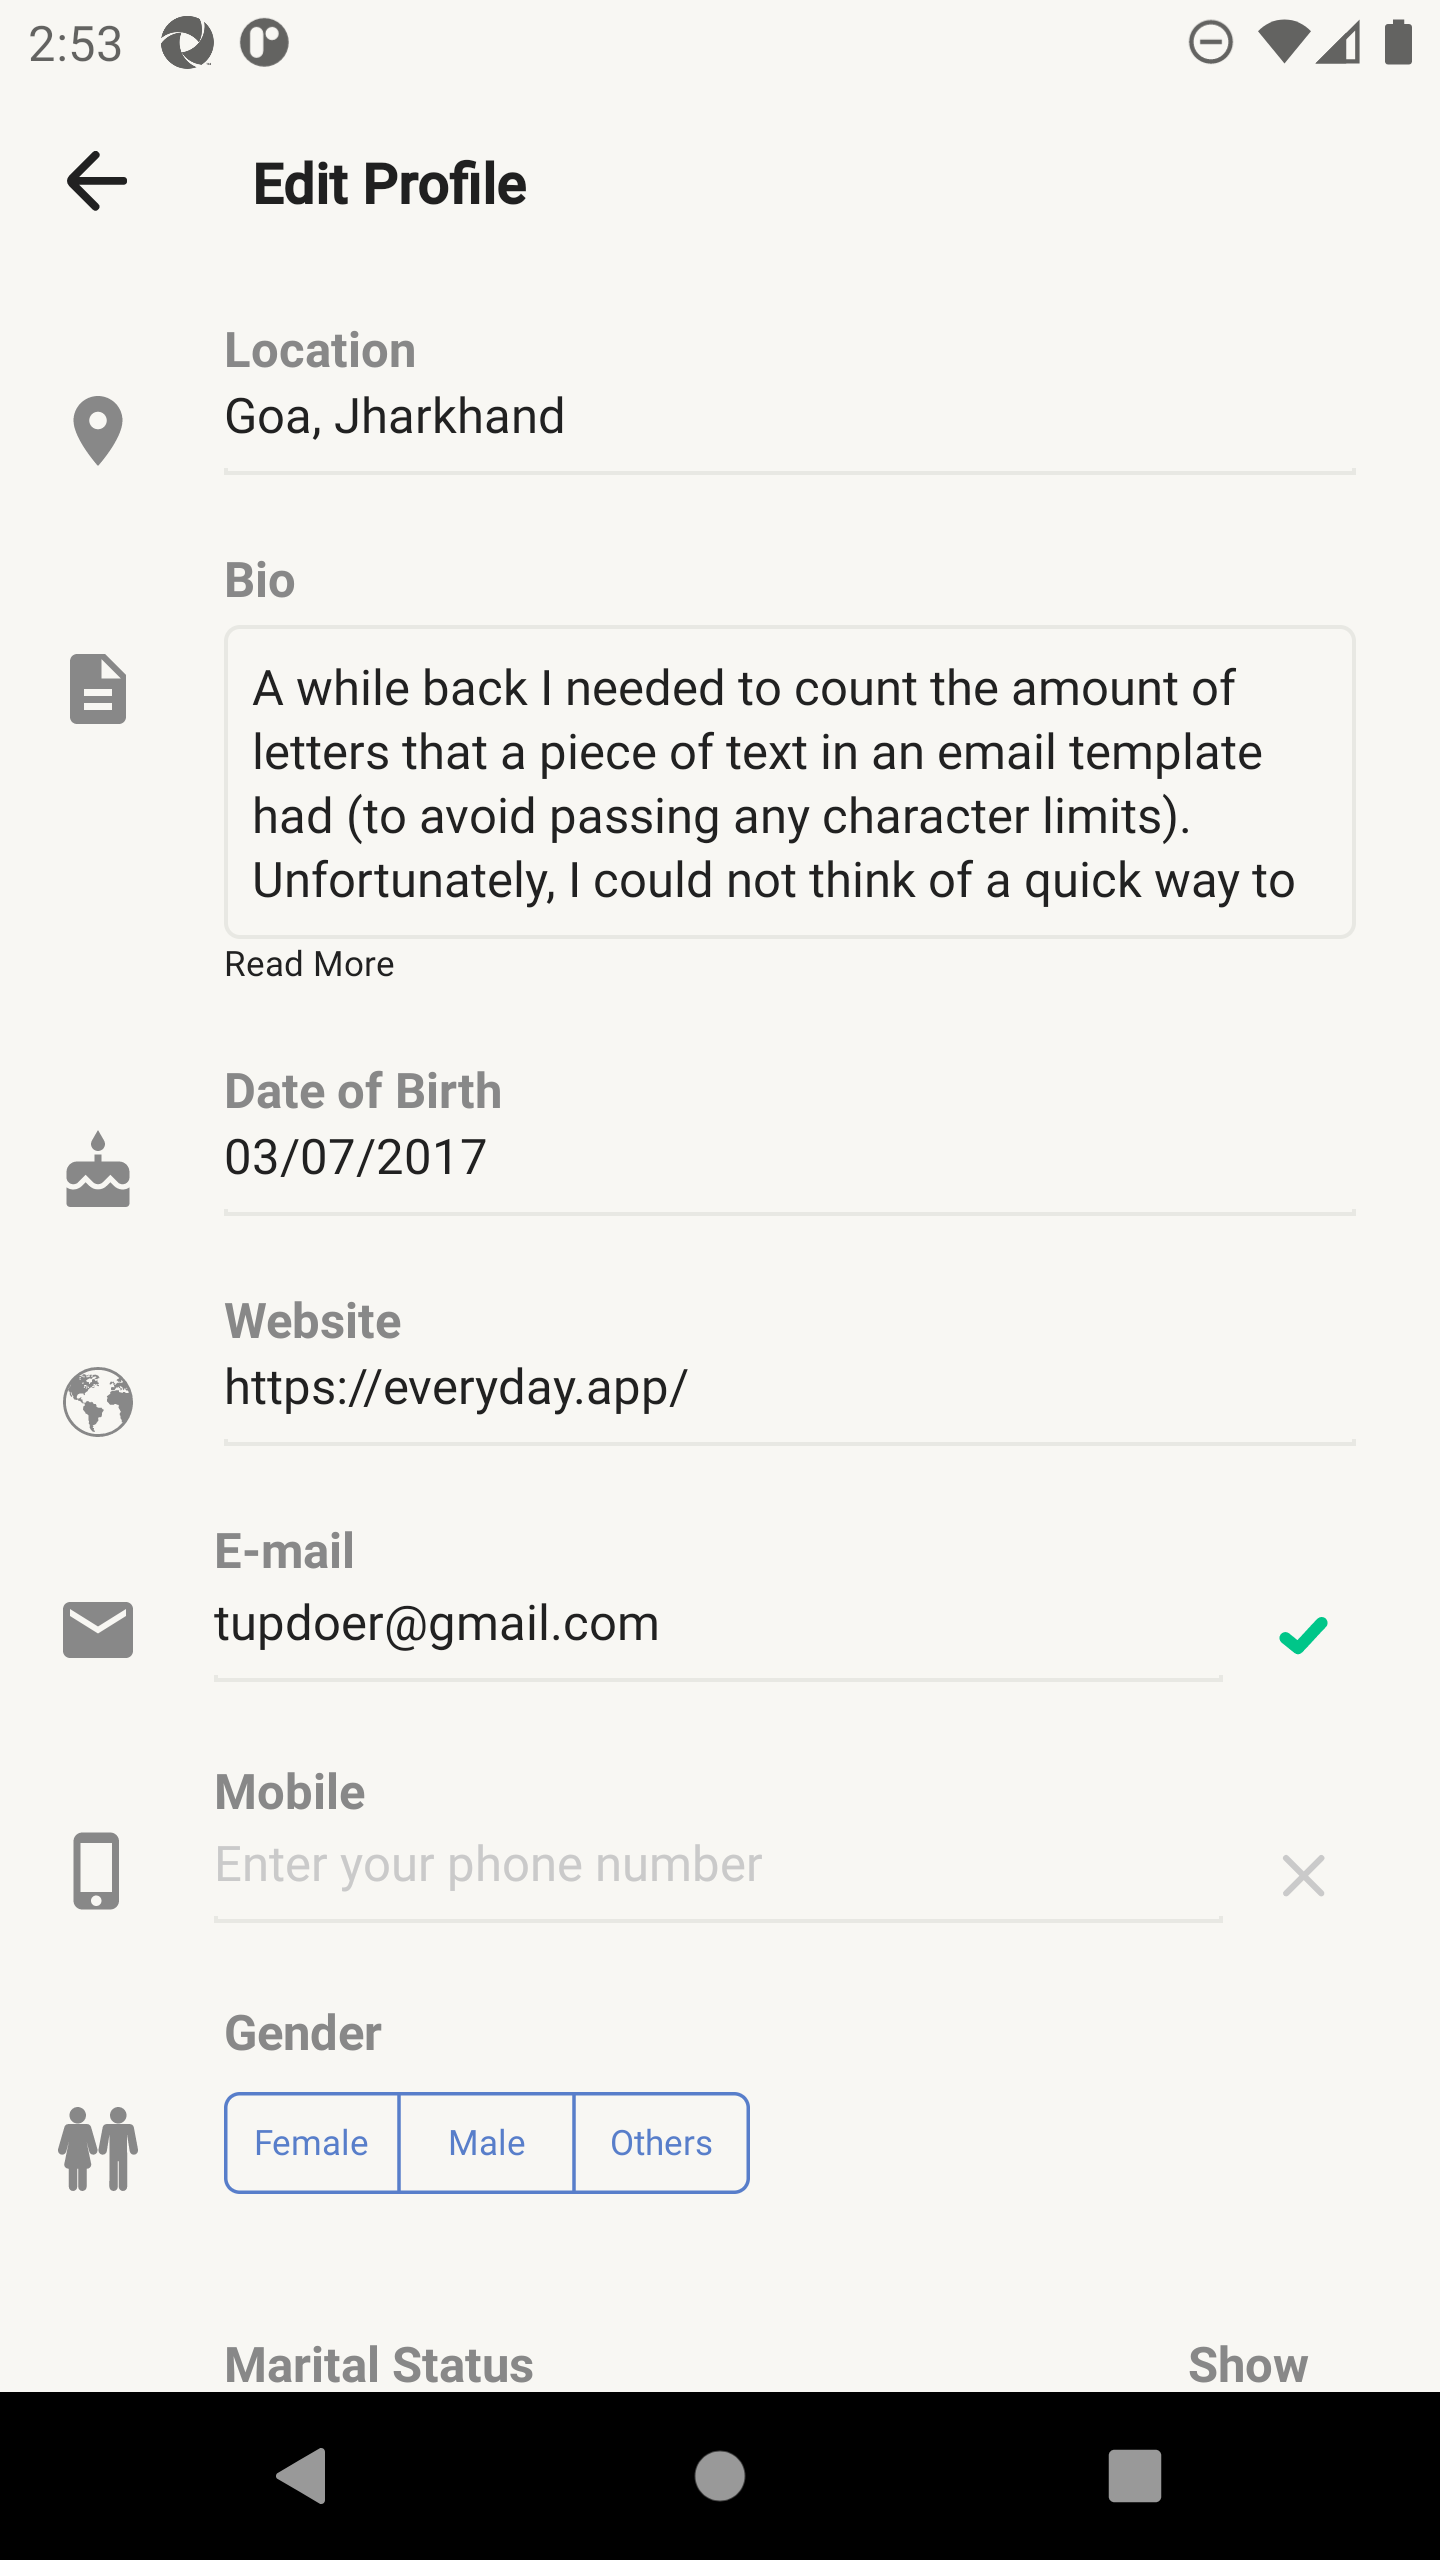 2:53
Edit Profile
Location
Goa, Jharkhand
Bio
A while back I needed to count the amount of
letters that a piece of text in an email template
had (to avoid passing any character limits).
Unfortunately, I could not think of a quick way to
Read More
Date of Birth
03/07/2017
Website
https://everyday.app/
E-mail
tupdoer@gmail.com
Mobile
Enter your phone number
Gender
Female Male Others
Marital Status Show